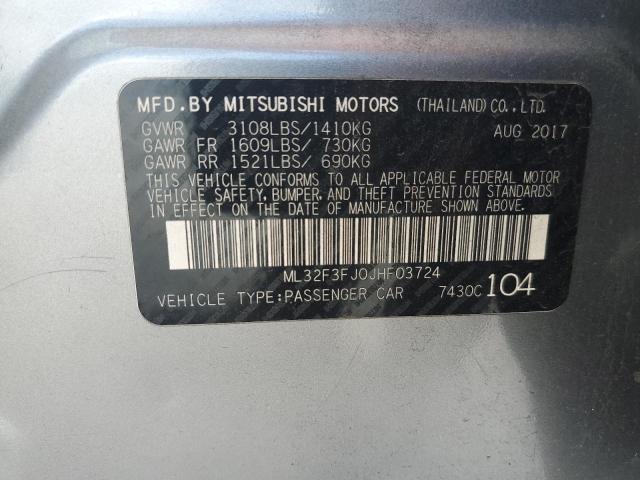 MFD.BY MITSUBISHI MOTORS (THAILAND)CO.,LTD.
GVWR 3108LBS/1410KG AUG 2017
GAWR FR 1609LBS/ 730KG
GAWR RR 1521LBS/ 690KG
THIS VEHICLE CONFORMS TO ALL APPLICABLE FEDERAL MOTOR
VEHICLE SAFETY, BUMPER, AND THEFT PREVENTION STANDARDS
IN EFFECT ON THE DATE OF MANUFACTURE SHOWN ABOVE.
ML32F3FJ0JHF03724
VEHICLE TYPE:PASSENGER CAR 7430C 104